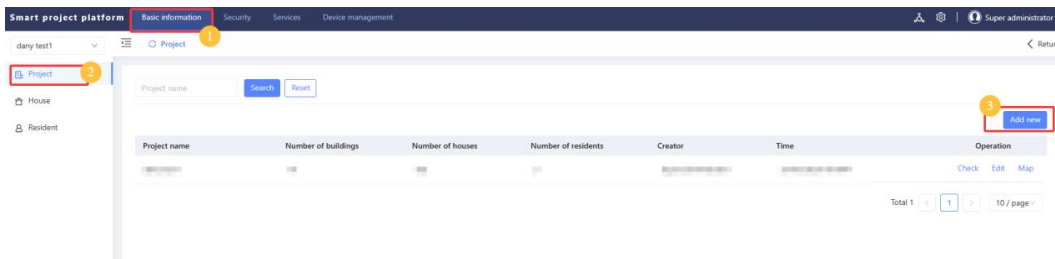 Smart project platform Basic information Security Services Device management Super administrator
1
dany test1 Project Retur
2
Project
House
Resident
Project name Search Reset
3
Add new
Project name Number of buildings Number of houses Number of residents Creator Time Operation
Check Edit Map
Total 1 < 1 > 10 / page